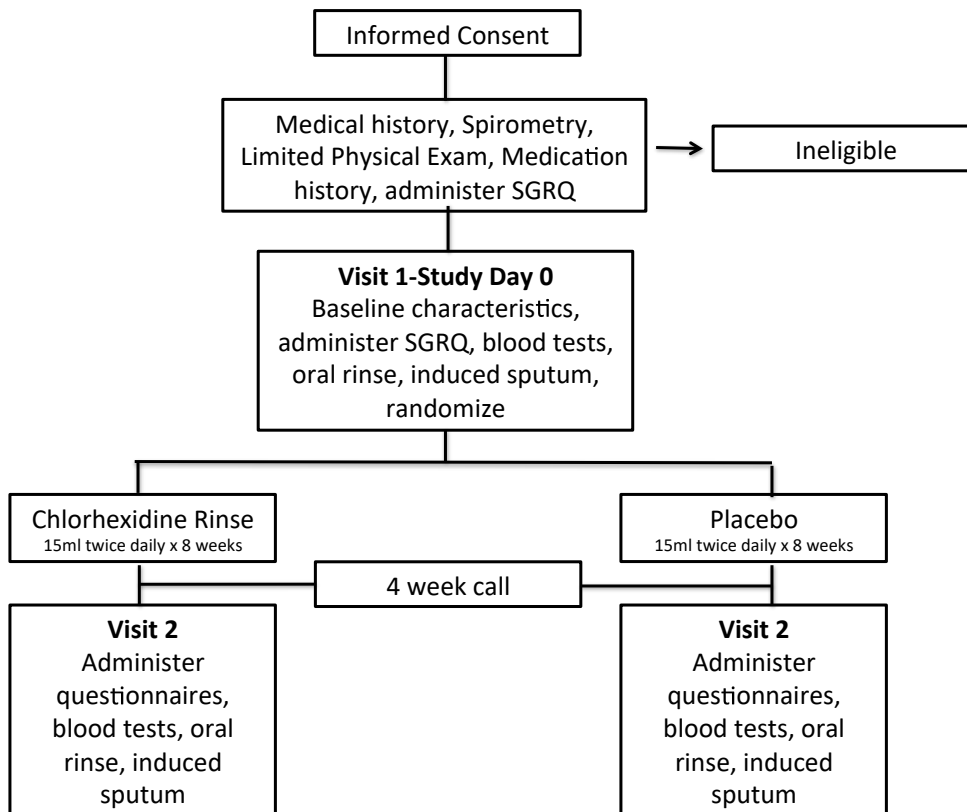 Informed Consent
Medical history, Spirometry,
Limited Physical Exam, Medication
history, administer SGRQ
Ineligible
Visit 1-Study Day 0
Baseline characteristics,
administer SGRQ, blood tests,
oral rinse, induced sputum,
randomize
Chlorhexidine Rinse
15ml twice daily x 8 weeks
Placebo
15ml twice daily x 8 weeks
4 week call
Visit 2
Administer
questionnaires,
blood tests, oral
rinse, induced
sputum
Visit 2
Administer
questionnaires,
blood tests, oral
rinse, induced
sputum